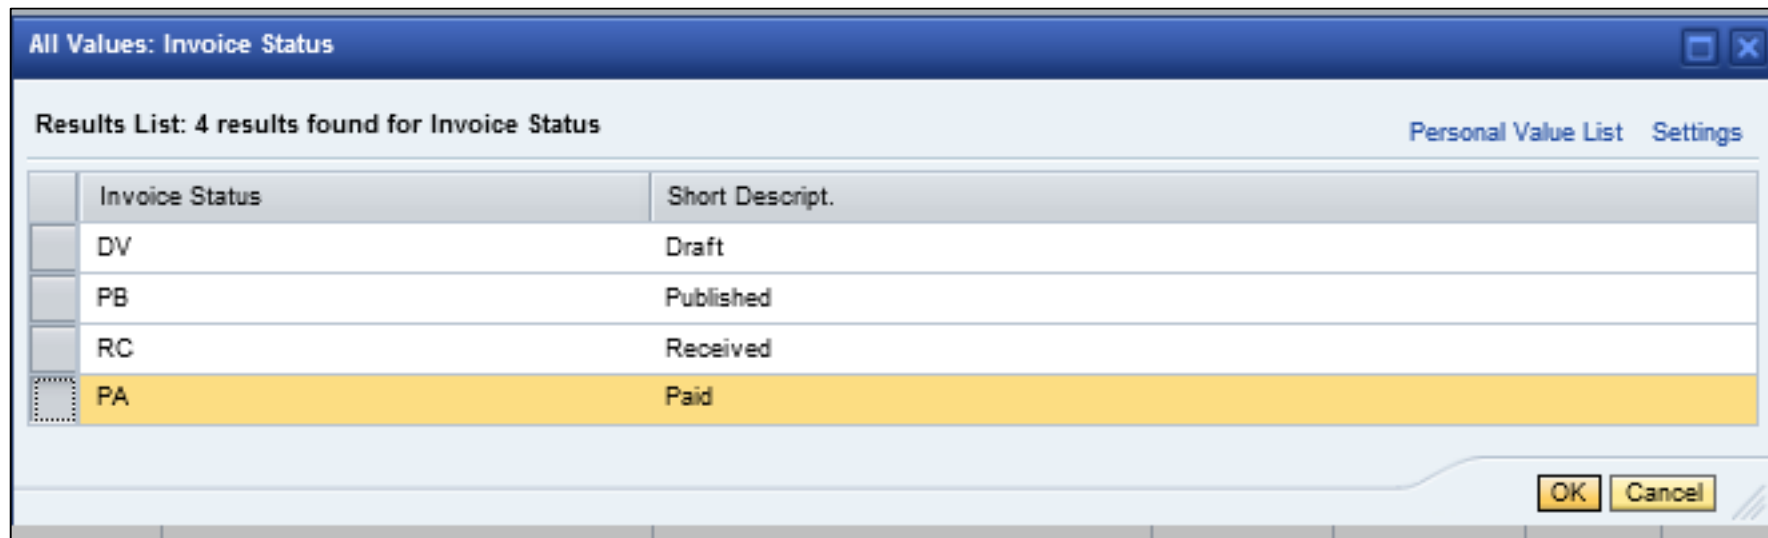 All Values: Invoice Status
Results List: 4 results found for Invoice Status
Personal Value List Settings
Invoice Status Short Descript.
DV Draft
PB Published
RC Received
PA Paid
OK Cancel